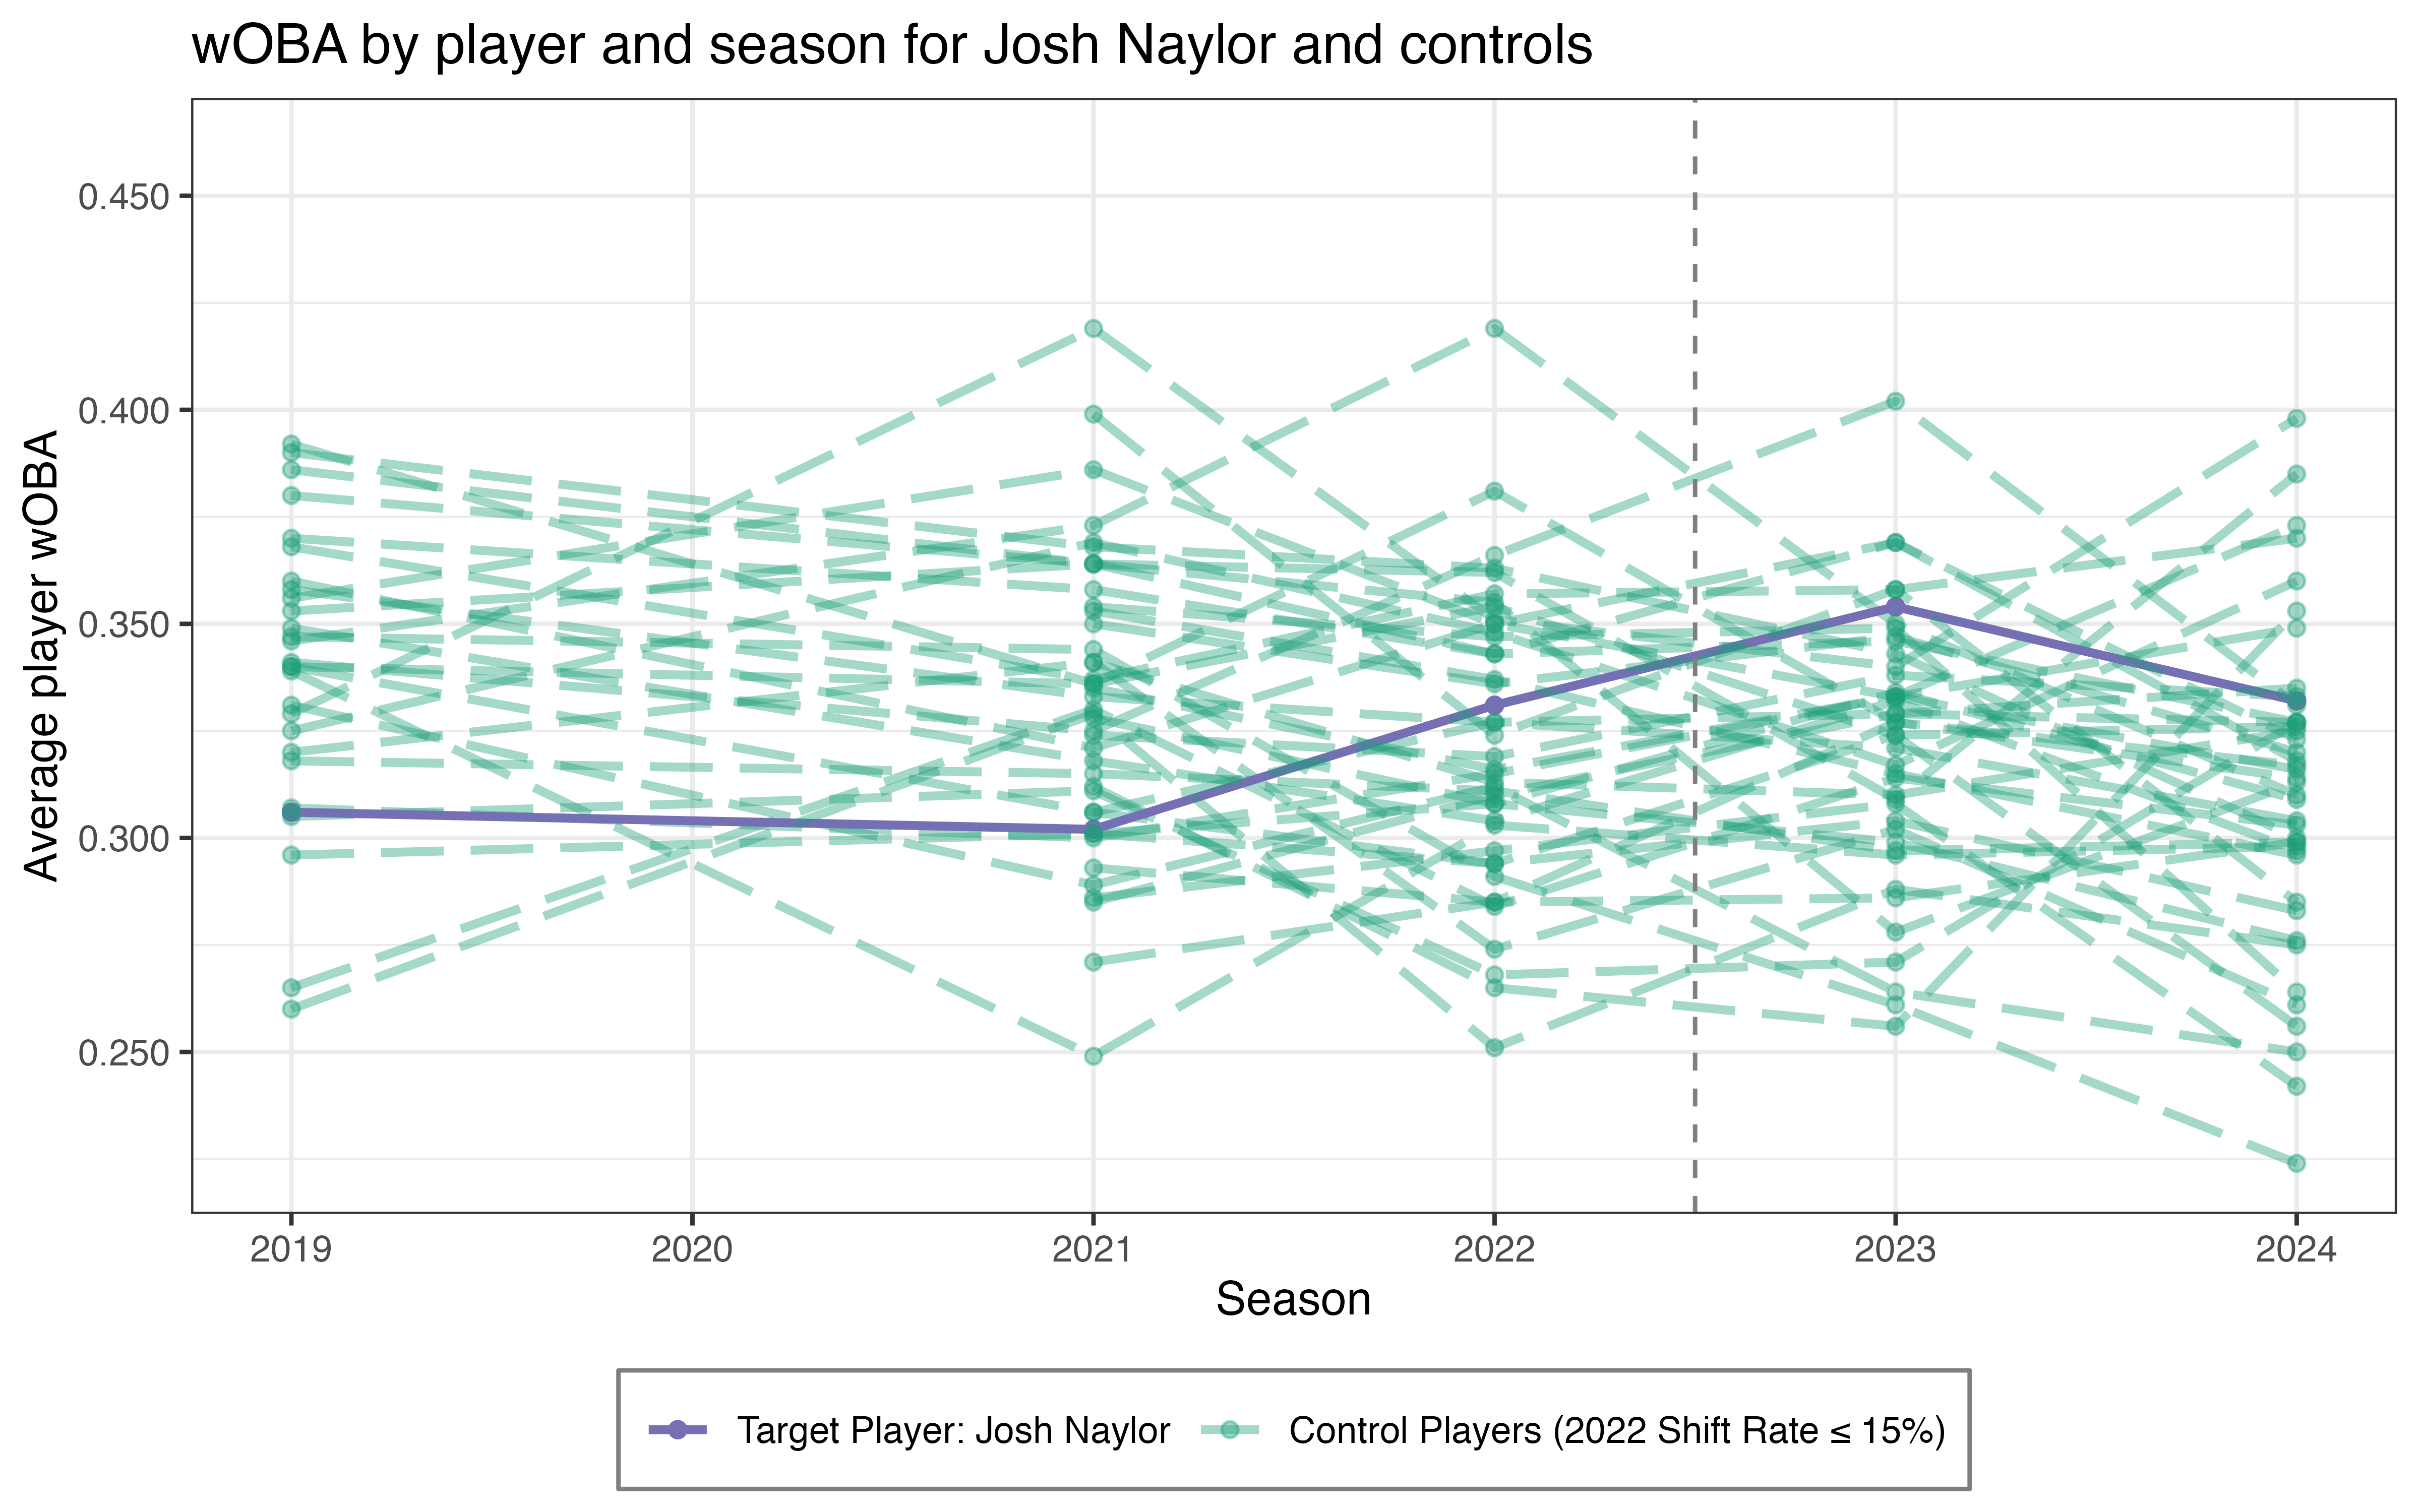 wOBA by player and season for Josh Naylor and controls
Average player wOBA
0.450
0.400
0.350
0.300
0.250
2019 2020 2021 2022 2023 2024
Season
Target Player: Josh Naylor Control Players (2022 Shift Rate ≤ 15%)